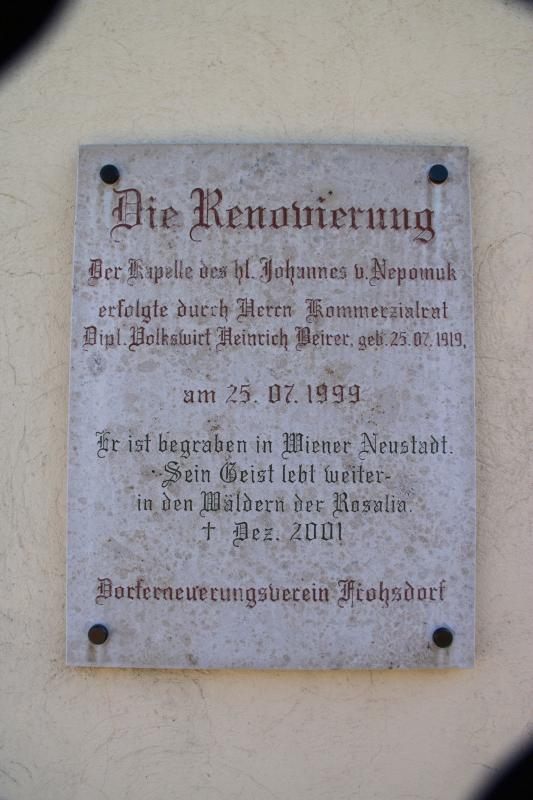 Die Renovierung
Der Kapelle des hl. Johannes v. Nepomuk
erfolgte durch Herrn Kommerzialrat
Dipl. Volkswirt Heinrich Beirer, geb. 25. 07. 1919,
am 25. 07. 1999
Er ist begraben in Wiener Neustadt.
Sein Geist lebt weiter-
in den Wäldern der Rosalia.
† Dez. 2001
Dorferneuerungsverein Frohsdorf